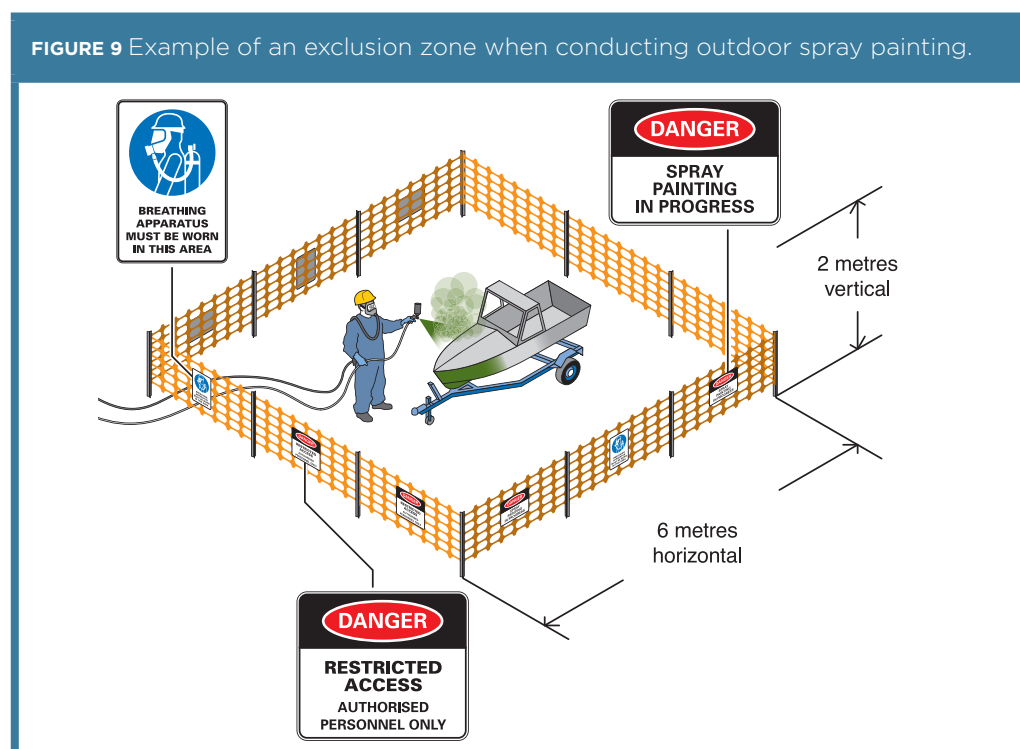 FIGURE 9 Example of an exclusion zone when conducting outdoor spray painting.
BREATHING
APPARATUS
MUST BE WORN
IN THIS AREA
DANGER
SPRAY
PAINTING
IN PROGRESS
2 metres
vertical
6 metres
horizontal
DANGER
RESTRICTED
ACCESS
AUTHORISED
PERSONNEL ONLY